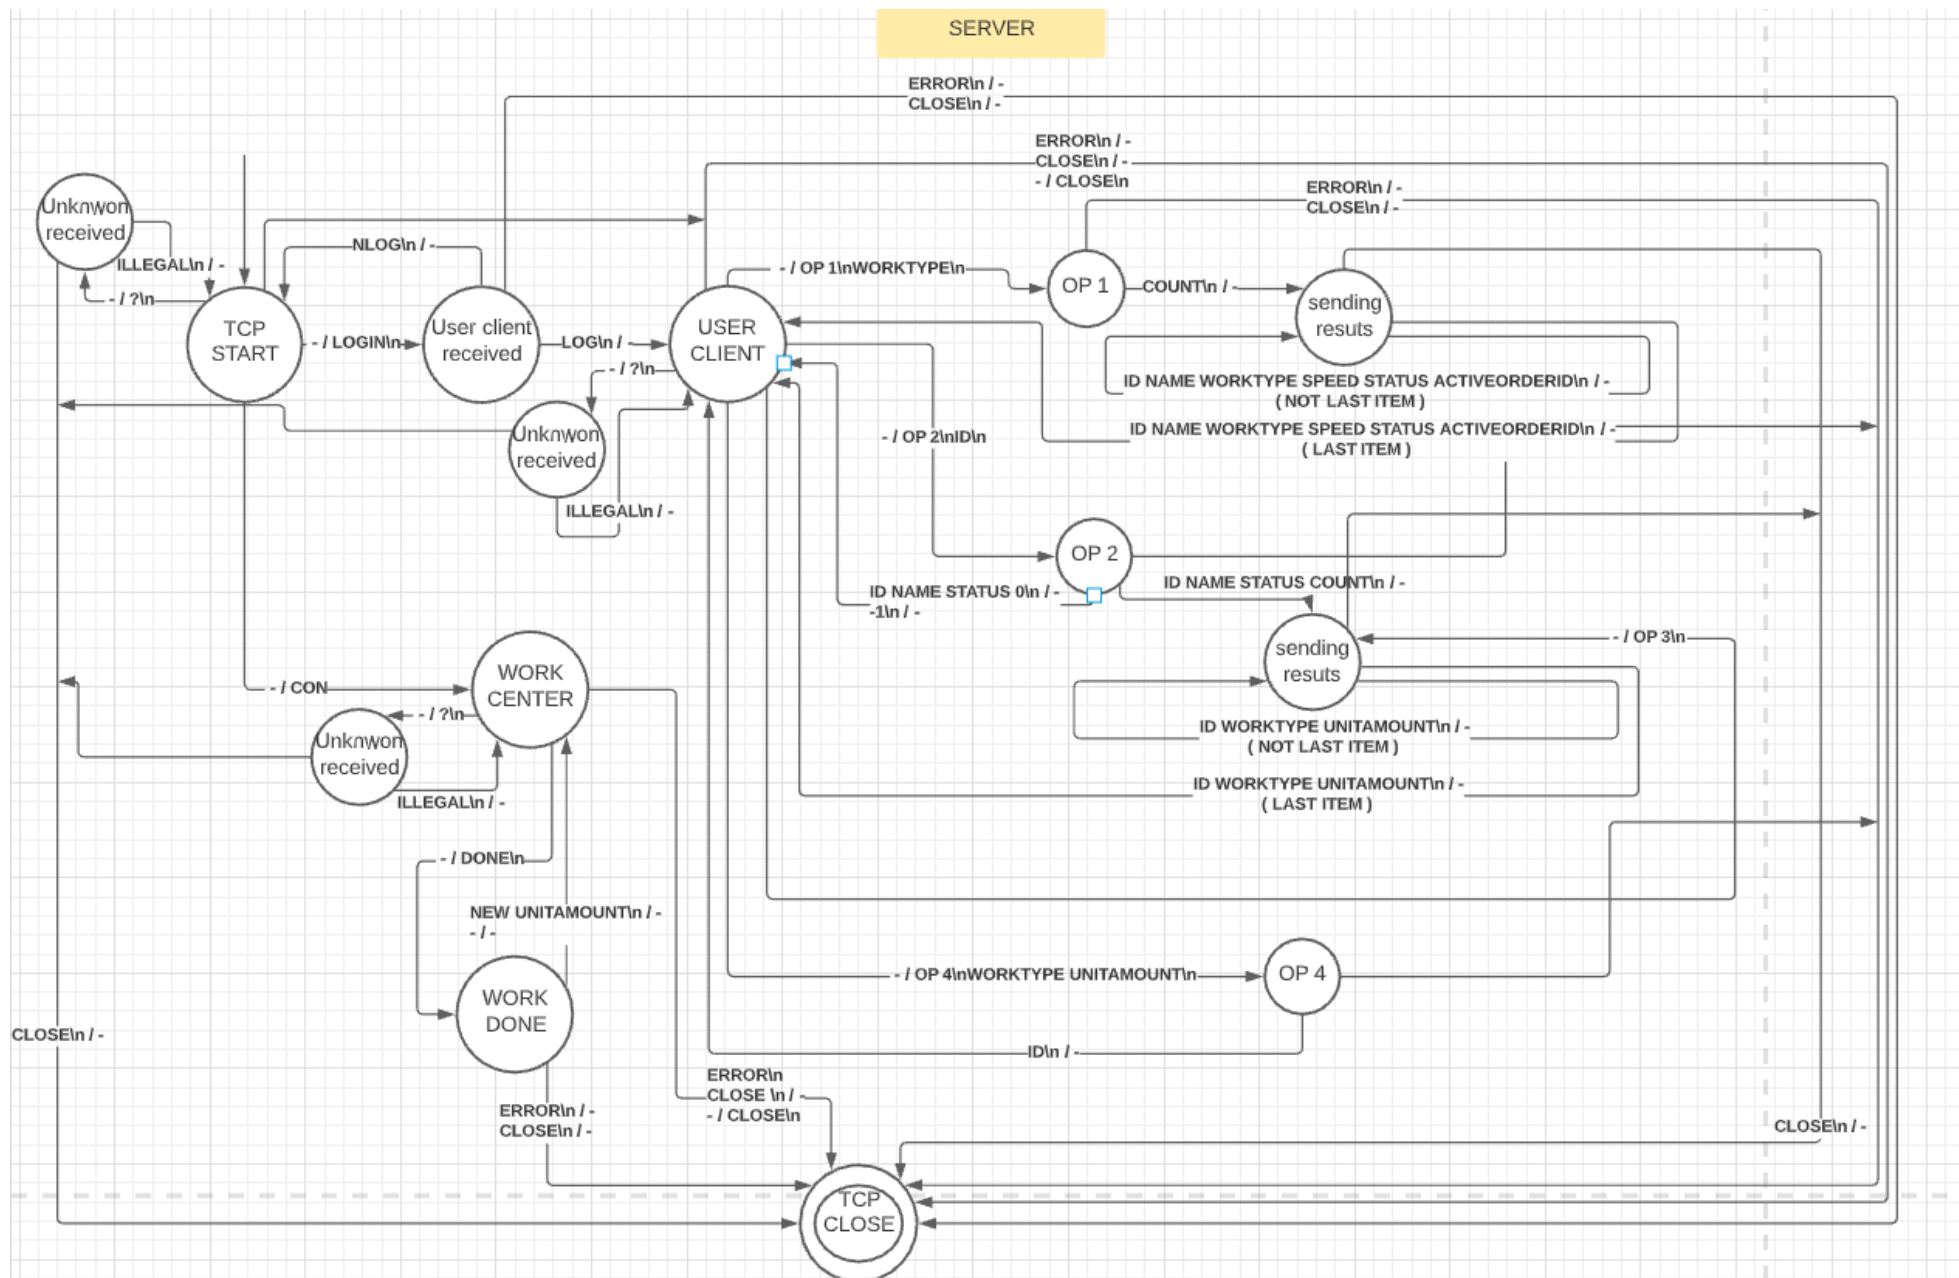 SERVER
ERROR\n / -
CLOSE\n / -
ERROR\n / -
CLOSE\n / -
- / CLOSE\n
ERROR\n / -
CLOSE\n / -
Unknwon
received
ILLEGAL\n / -
- / ?\n
NLOG\n / -
TCP
START
- / LOGIN\n
User client
received
LOG\n / -
USER
CLIENT
- / OP 1\nWORKTYPE\n
OP 1
COUNT\n / -
sending
resuts
- / ?\n
ID NAME WORKTYPE SPEED STATUS ACTIVEORDERID\n / -
( NOT LAST ITEM )
ID NAME WORKTYPE SPEED STATUS ACTIVEORDERID\n / -
( LAST ITEM )
Unknwon
received
- / OP 2\nID\n
ILLEGAL\n / -
OP 2
ID NAME STATUS COUNT\n / -
ID NAME STATUS 0\n / -
-1\n / -
sending
resuts
- / OP 3\n
WORK
CENTER
- / CON
- / ?\n
Unknwon
received
ILLEGAL\n / -
ID WORKTYPE UNITAMOUNT\n / -
( NOT LAST ITEM )
ID WORKTYPE UNITAMOUNT\n / -
( LAST ITEM )
- / DONE\n
NEW UNITAMOUNT\n / -
- / -
- / OP 4\nWORKTYPE UNITAMOUNT\n
OP 4
WORK
DONE
CLOSE\n / -
ID\n / -
ERROR\n
CLOSE \n / -
- / CLOSE\n
ERROR\n / -
CLOSE\n / -
CLOSE\n / -
TCP
CLOSE